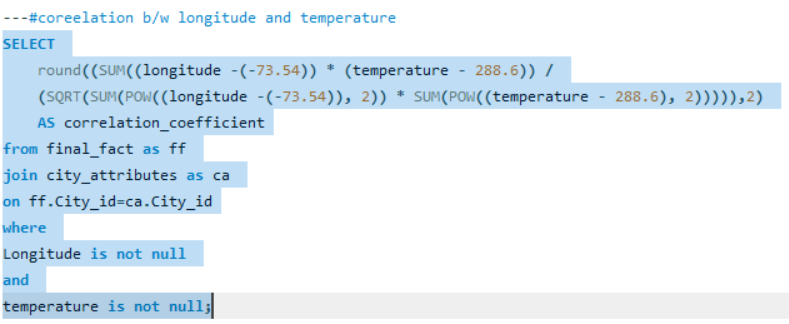 ---#coreelation b/w longitude and temperature
SELECT
round((SUM((longitude -(-73.54)) * (temperature - 288.6)) /
(SQRT(SUM(POW((longitude -(-73.54)), 2)) * SUM(POW((temperature - 288.6), 2))))),2)
AS correlation_coefficient
from final_fact as ff
join city_attributes as ca
on ff.City_id=ca.City_id
where
Longitude is not null
and
temperature is not null;